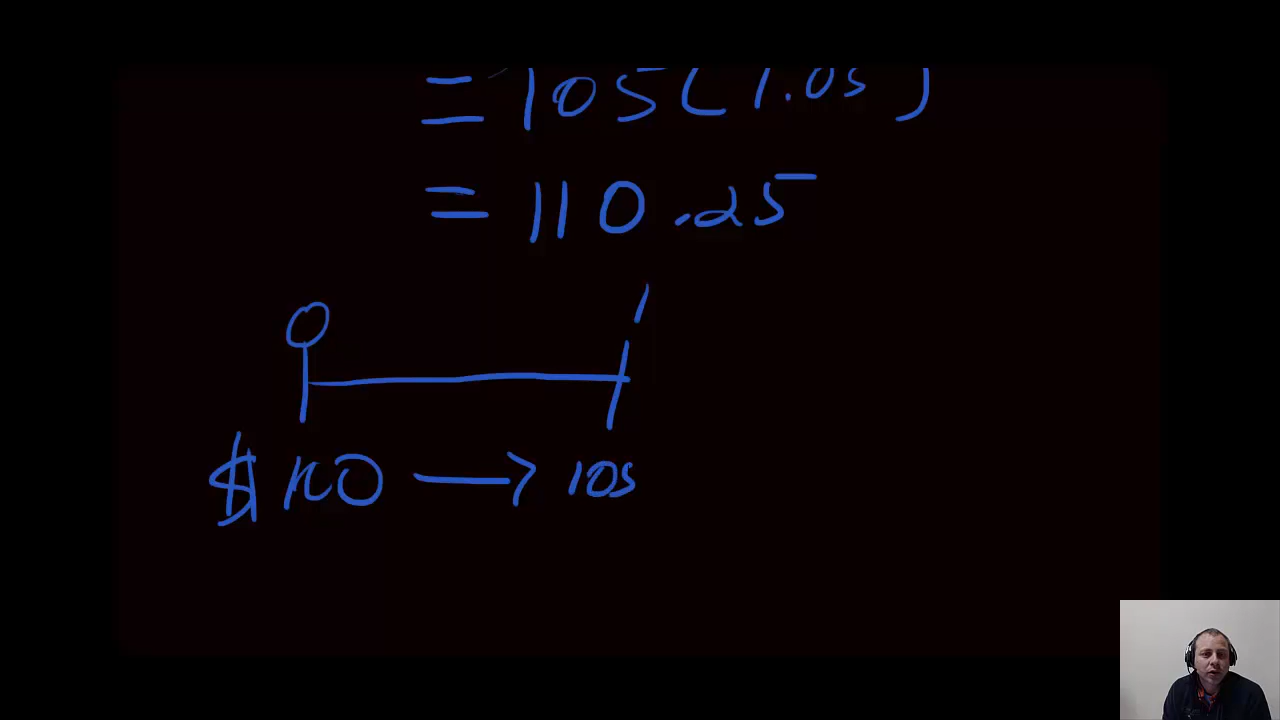 = 105(1.05)
= 110.25
0 1
$100 → 105